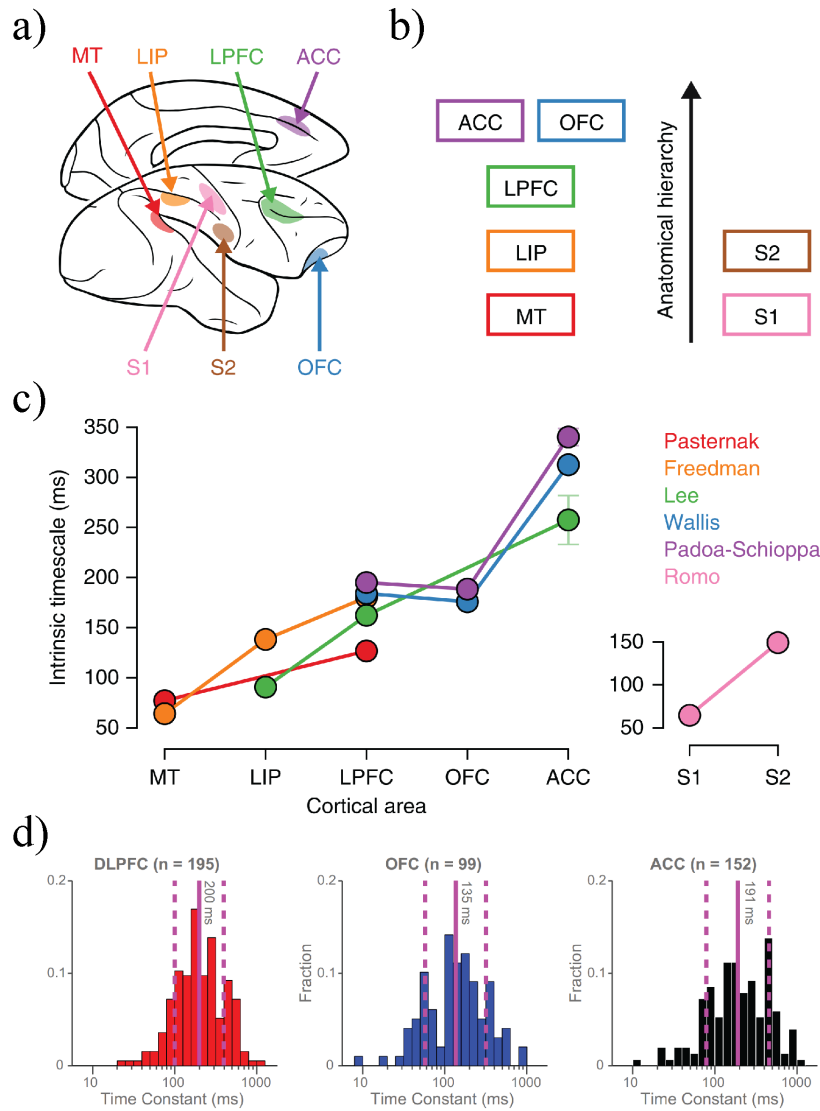 a)
MT LIP LPFC ACC
S1 S2 OFC
b)
ACC OFC
LPFC
LIP S2
MT S1
Anatomical hierarchy
c)
Intrinsic timescale (ms)
350
300
250
200
150
100
50
MT LIP LPFC OFC ACC
Cortical area
Pasternak
Freedman
Lee
Wallis
Padoa-Schioppa
Romo
150
100
50
S1 S2
d)
DLPFC (n = 195)
Fraction
0.2
0.1
0
200 ms
10 100 1000
Time Constant (ms)
OFC (n = 99)
Fraction
0.2
0.1
0
135 ms
10 100 1000
Time Constant (ms)
ACC (n = 152)
Fraction
0.2
0.1
0
191 ms
10 100 1000
Time Constant (ms)